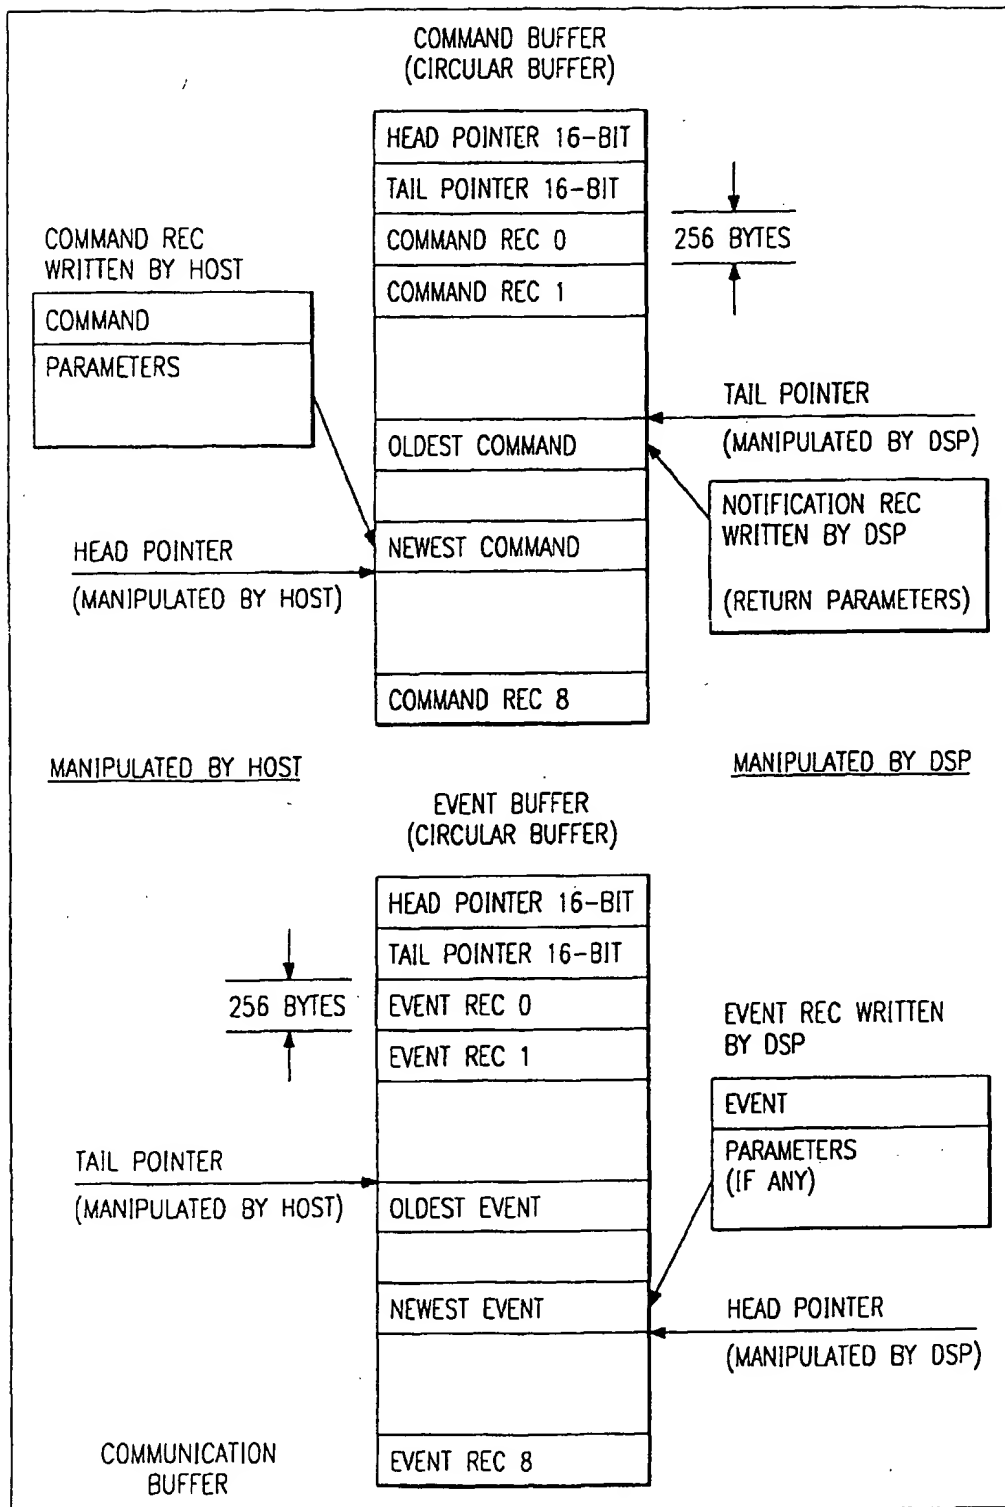 COMMAND BUFFER
(CIRCULAR BUFFER)
HEAD POINTER 16-BIT
TAIL POINTER 16-BIT
COMMAND REC 0
256 BYTES
COMMAND REC 1
COMMAND REC
WRITTEN BY HOST
COMMAND
PARAMETERS
TAIL POINTER
(MANIPULATED BY DSP)
OLDEST COMMAND
NOTIFICATION REC
WRITTEN BY DSP
(RETURN PARAMETERS)
NEWEST COMMAND
HEAD POINTER
(MANIPULATED BY HOST)
COMMAND REC 8
MANIPULATED BY HOST
MANIPULATED BY DSP
EVENT BUFFER
(CIRCULAR BUFFER)
HEAD POINTER 16-BIT
TAIL POINTER 16-BIT
256 BYTES
EVENT REC 0
EVENT REC 1
EVENT REC WRITTEN
BY DSP
EVENT
PARAMETERS
(IF ANY)
TAIL POINTER
(MANIPULATED BY HOST)
OLDEST EVENT
NEWEST EVENT
HEAD POINTER
(MANIPULATED BY DSP)
EVENT REC 8
COMMUNICATION
BUFFER